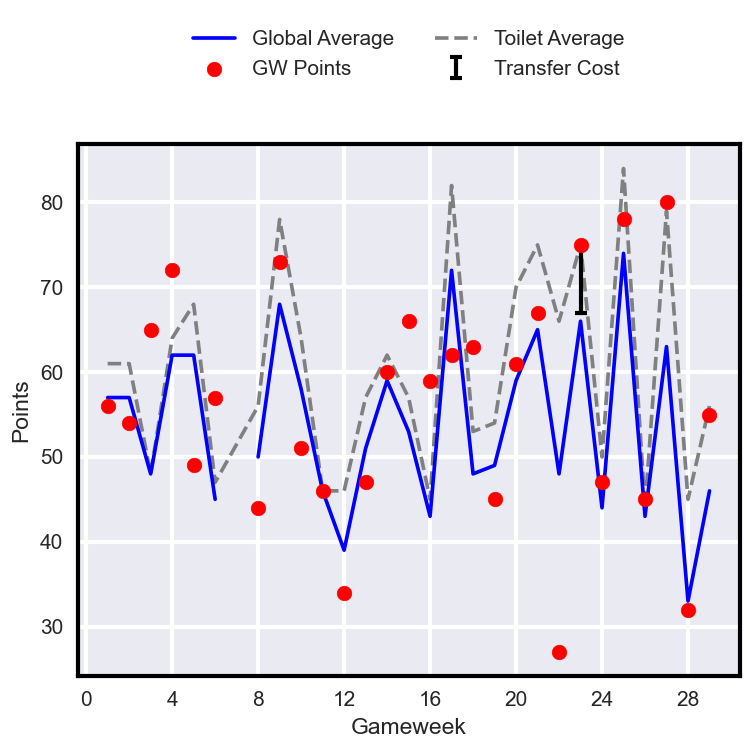 Global Average
Toilet Average
GW Points
Transfer Cost
80
70
60
50
40
30
Points
0 4 8 12 16 20 24 28
Gameweek